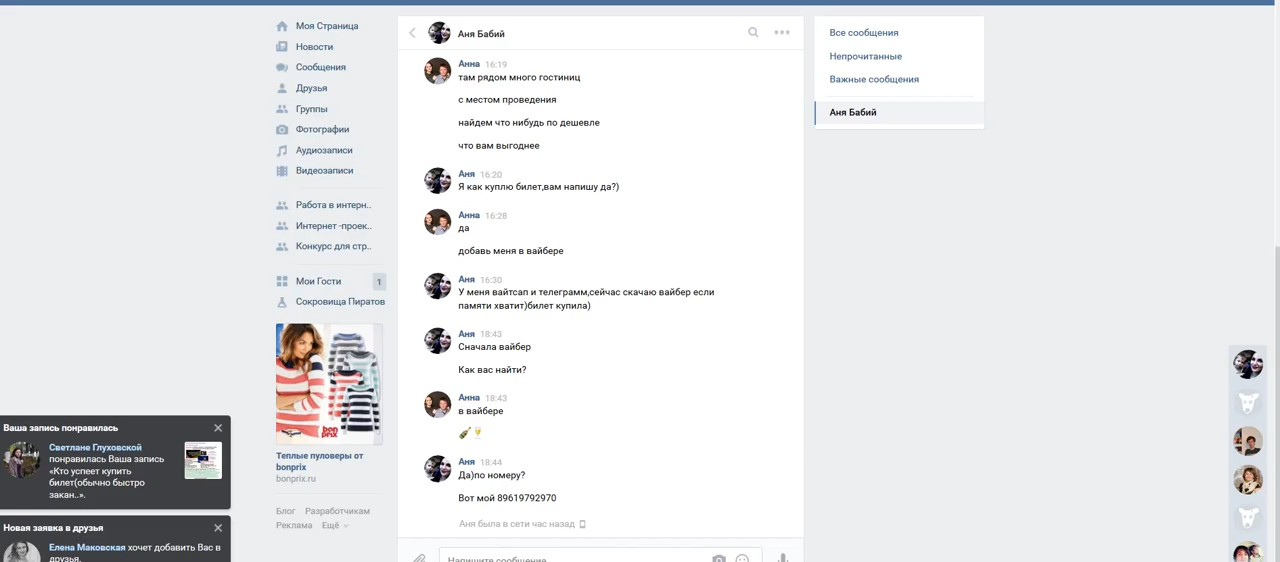 Моя Страница
Новости
Сообщения
Друзья
Группы
Фотографии
Аудиозаписи
Видеозаписи
Работа в интерн..
Интернет -проек..
Конкурс для стр..
Мои Гости
1
Сокровища Пиратов
bon
prix
Теплые пуловеры от
bonprix
bonprix.ru
Блог Разработчикам
Реклама Ещё
Ваша запись понравилась
Светлане Глуховской
понравилась Ваша запись
«Кто успеет купить
билет(обычно быстро
закан..».
Новая заявка в друзья
Елена Маковская хочет добавить Вас в
друзья.
Аня Бабий
Анна 16:19
там рядом много гостиниц
с местом проведения
найдем что нибудь по дешевле
что вам выгоднее
Аня 16:20
Я как куплю билет,вам напишу да?)
Анна 16:28
да
добавь меня в вайбере
Аня 16:30
У меня вайтсап и телеграмм,сейчас скачаю вайбер если
памяти хватит)билет купила)
Аня 18:43
Сначала вайбер
Как вас найти?
Анна 18:43
в вайбере
Аня 18:44
Да)по номеру?
Вот мой 89619792970
Аня была в сети час назад
Напишите сообщение
Все сообщения
Непрочитанные
Важные сообщения
Аня Бабий